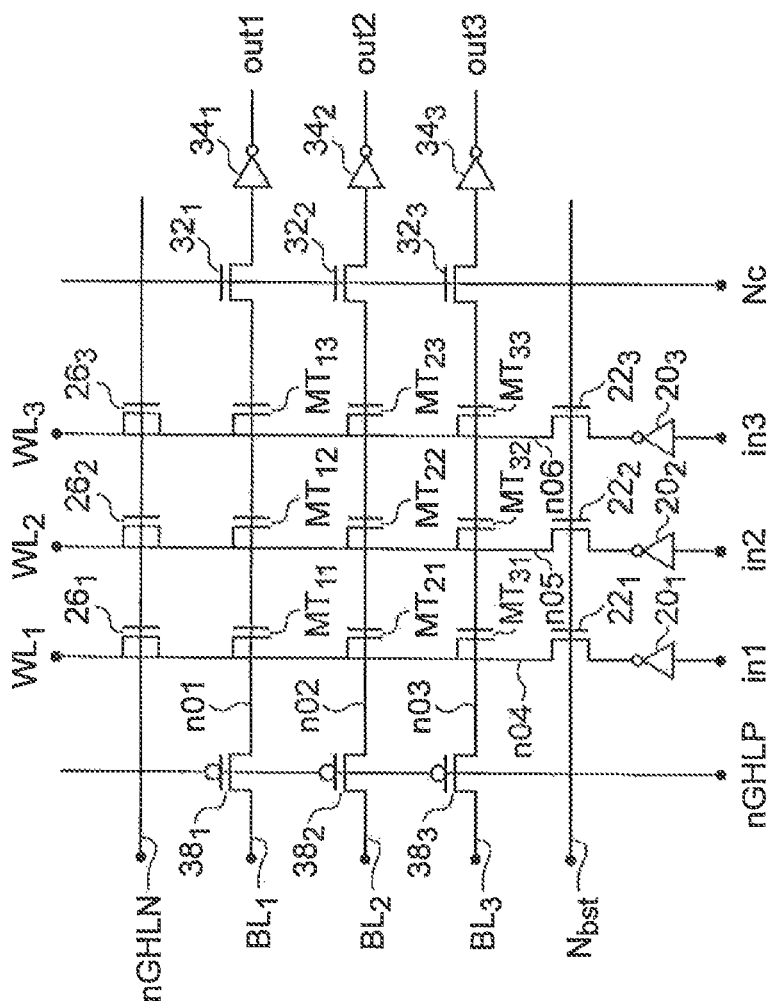 WL1 WL2 WL3
261 262 263
nGHLN
321
341
out1
381
n01
MT11 MT12 MT13
BL1
322
342
out2
382
n02
MT21 MT22 MT23
BL2
323
343
out3
383
n03
MT31 MT32 MT33
BL3
n04 n05 n06
221 222 223
Nbst
201 202 203
nGHLP in1 in2 in3 Nc